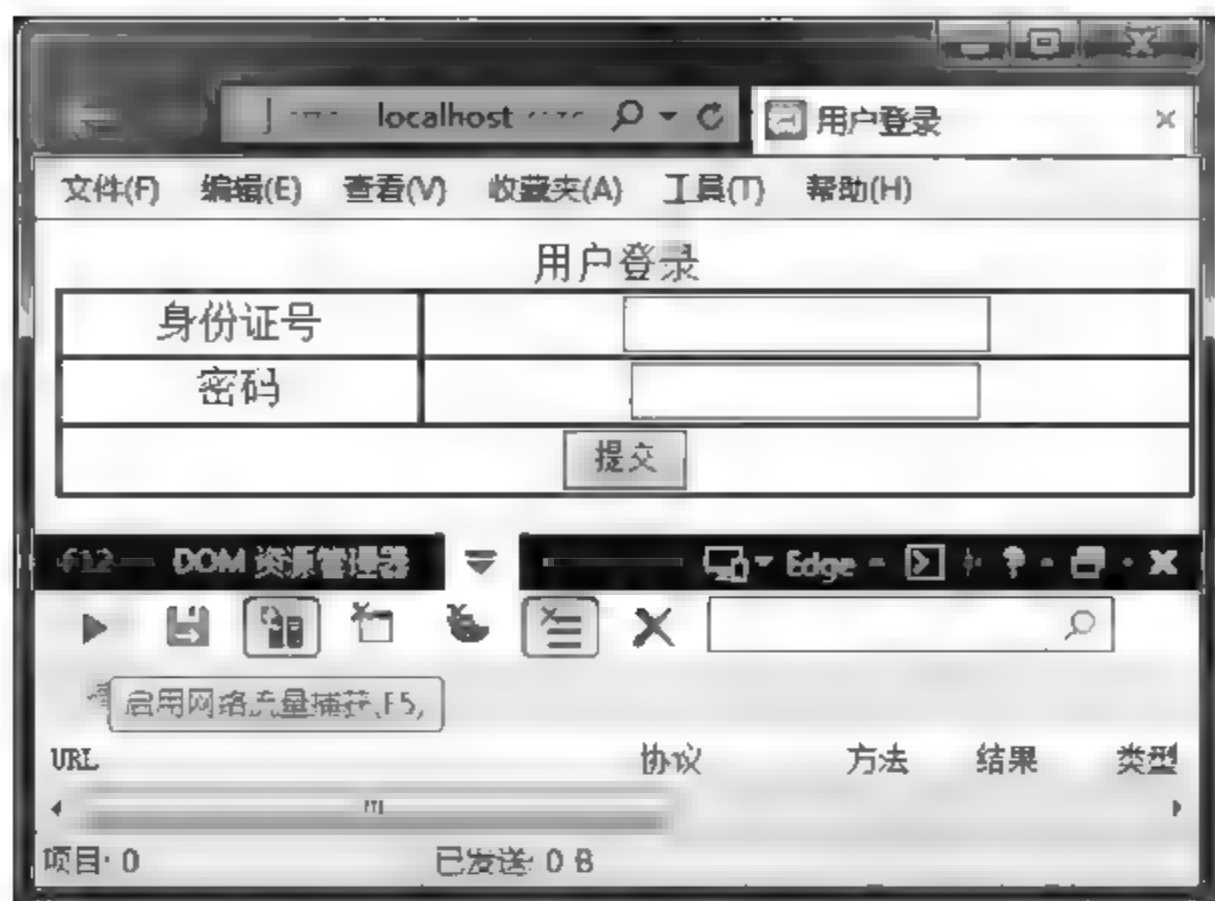 localhost
用户登录
文件(F) 编辑(E) 查看(V) 收藏夹(A) 工具(T) 帮助(H)
用户登录
身份证号
密码
提交
F12 DOM 资源管理器 Edge
启用网络流量捕获(F5)
URL 协议 方法 结果 类型
项目: 0 已发送: 0 B